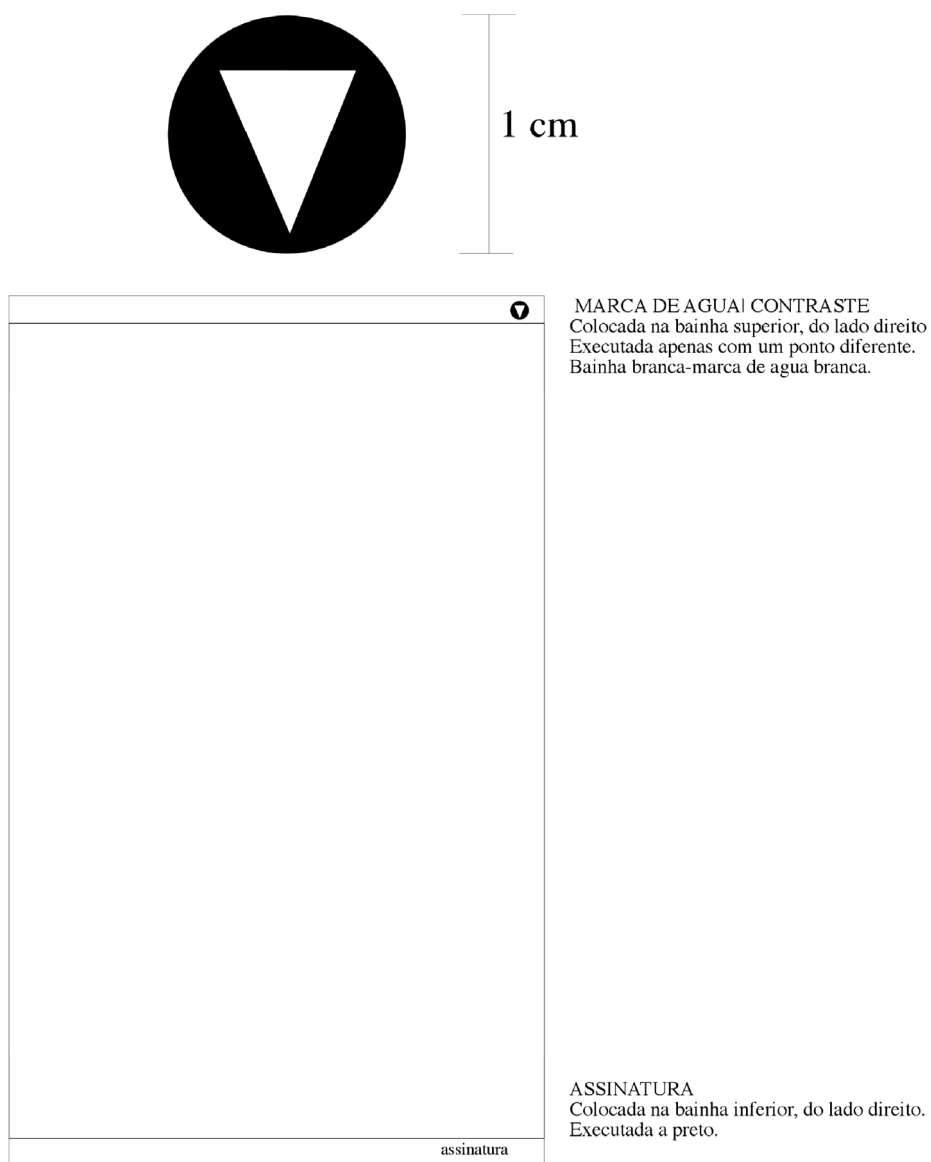 1 cm
MARCA DE AGUA| CONTRASTE
Colocada na bainha superior, do lado direito
Executada apenas com um ponto diferente.
Bainha branca-marca de agua branca.
ASSINATURA
Colocada na bainha inferior, do lado direito.
Executada a preto.
assinatura